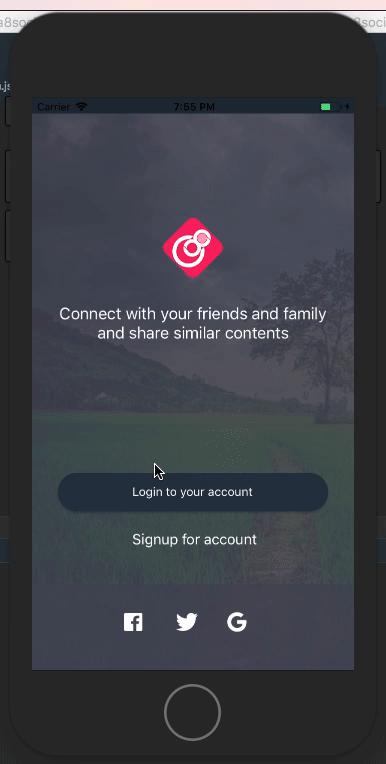 Carrier
7:55 PM
Connect with your friends and family
and share similar contents
Login to your account
Signup for account